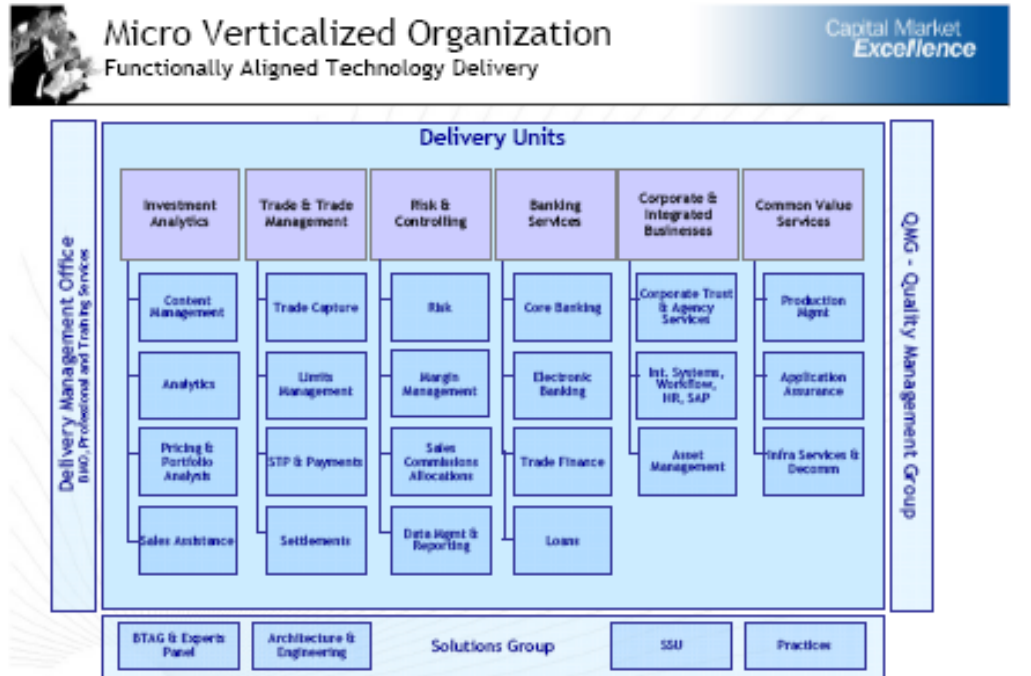 Micro Verticalized Organization
Functionally Aligned Technology Delivery
Capital Market
Excellence
Delivery Management Office
BMO, Professional and Training Services
Delivery Units
Investment
Analytics
Trade & Trade
Management
Risk &
Controlling
Banking
Services
Corporate &
Integrated
Businesses
Common Value
Services
Content
Management
Trade Capture
Risk
Core Banking
Corporate Trust
& Agency
Services
Production
Mgmt
Analytics
Limits
Management
Margin
Management
Electronic
Banking
Int. Systems,
Workflow,
HR, SAP
Application
Assurance
Pricing &
Portfolio
Analysis
STP & Payments
Sales
Commissions
Allocations
Trade Finance
Asset
Management
Infra Services &
Decomm
Sales Assistance
Settlements
Data Mgmt &
Reporting
Loans
QMG - Quality Management Group
BTAG & Experts
Panel
Architecture &
Engineering
Solutions Group
SSU
Practices